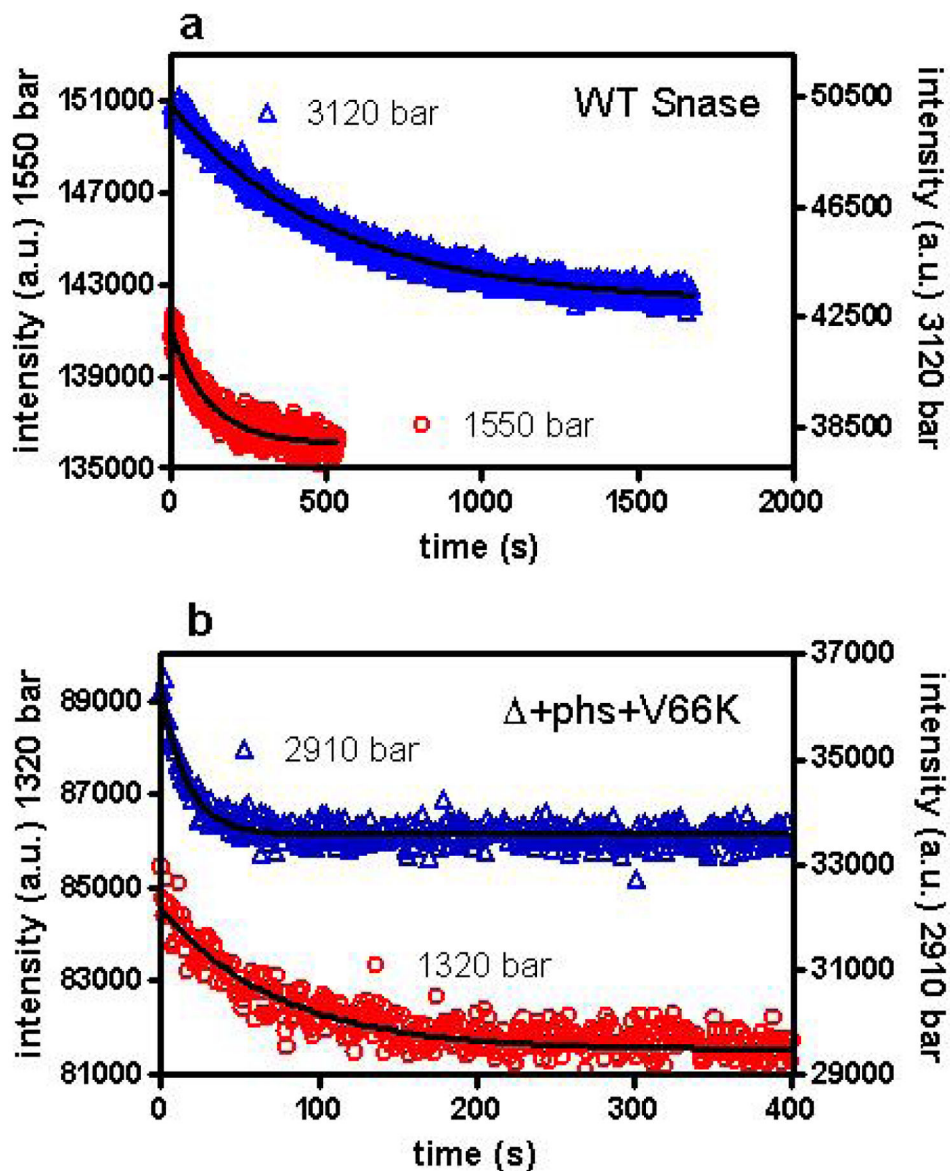 a
intensity (a.u.) 1550 bar
151000
147000
143000
139000
135000
3120 bar
WT Snase
1550 bar
50500
46500
42500
38500
intensity (a.u.) 3120 bar
0 500 1000 1500 2000
time (s)
b
intensity (a.u.) 1320 bar
89000
87000
85000
83000
81000
2910 bar
Δ+phs+V66K
1320 bar
37000
35000
33000
31000
29000
intensity (a.u.) 2910 bar
0 100 200 300 400
time (s)